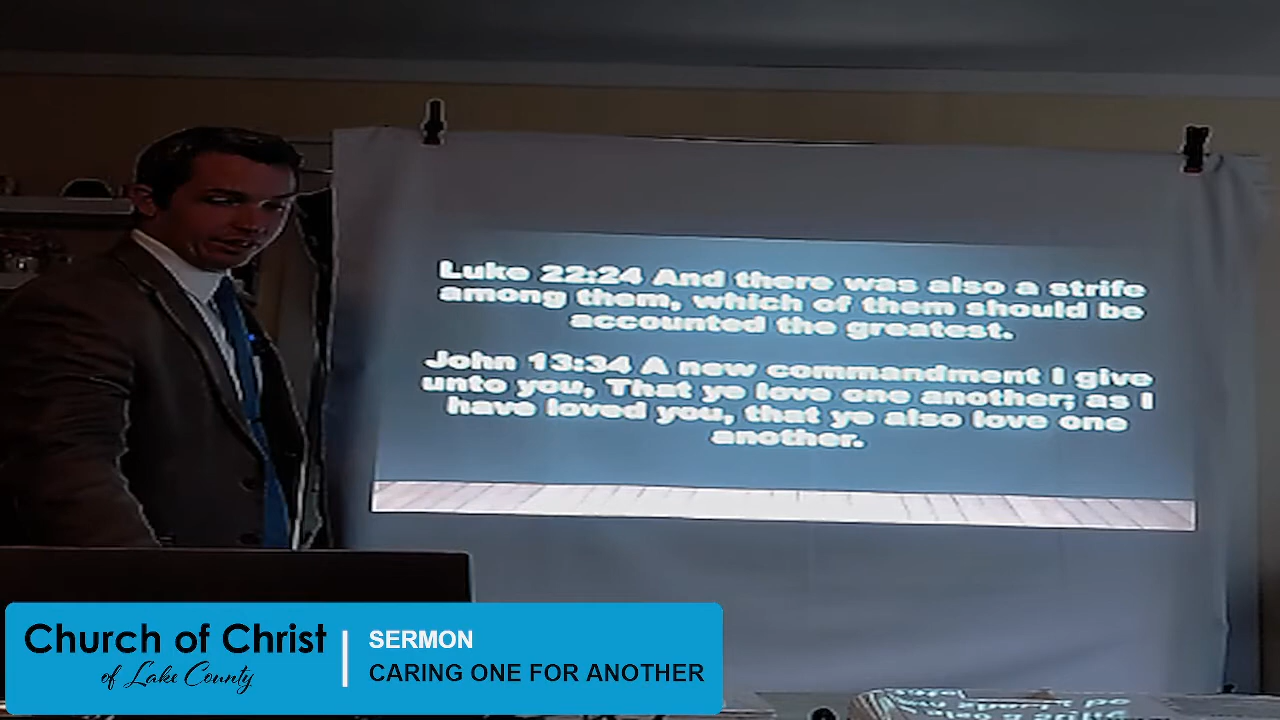 Luke 22:24 And there was also a strife
among them, which of them should be
accounted the greatest.
John 13:34 A new commandment I give
unto you, That ye love one another; as I
have loved you, that ye also love one
another.
Church of Christ
of Lake County
SERMON
CARING ONE FOR ANOTHER